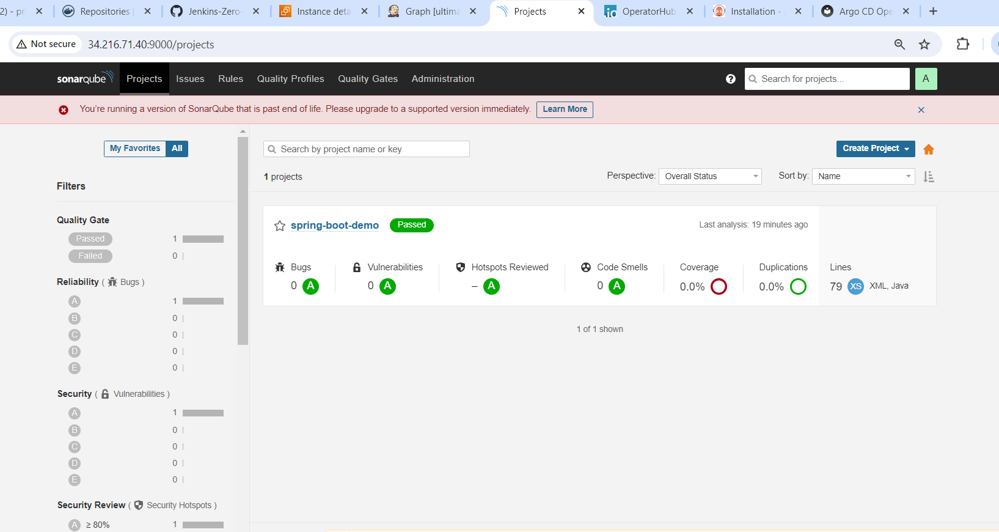 2) - pr
Repositories |
Jenkins-Zero-
Instance deta
Graph [ultima
Projects
OperatorHub
Installation -
Argo CD Ope
Not secure
34.216.71.40:9000/projects
sonarqube
Projects
Issues
Rules
Quality Profiles
Quality Gates
Administration
Search for projects...
A
You're running a version of SonarQube that is past end of life. Please upgrade to a supported version immediately.
Learn More
My Favorites
All
Search by project name or key
Create Project
1 projects
Perspective:
Overall Status
Sort by:
Name
Filters
Quality Gate
Passed 1
Failed 0
Reliability ( Bugs )
A 1
B 0
C 0
D 0
E 0
Security ( Vulnerabilities )
A 1
B 0
C 0
D 0
E 0
Security Review ( Security Hotspots )
A ≥ 80% 1
spring-boot-demo
Passed
Last analysis: 19 minutes ago
Bugs
0 A
Vulnerabilities
0 A
Hotspots Reviewed
– A
Code Smells
0 A
Coverage
0.0%
Duplications
0.0%
Lines
79 XS XML, Java
1 of 1 shown